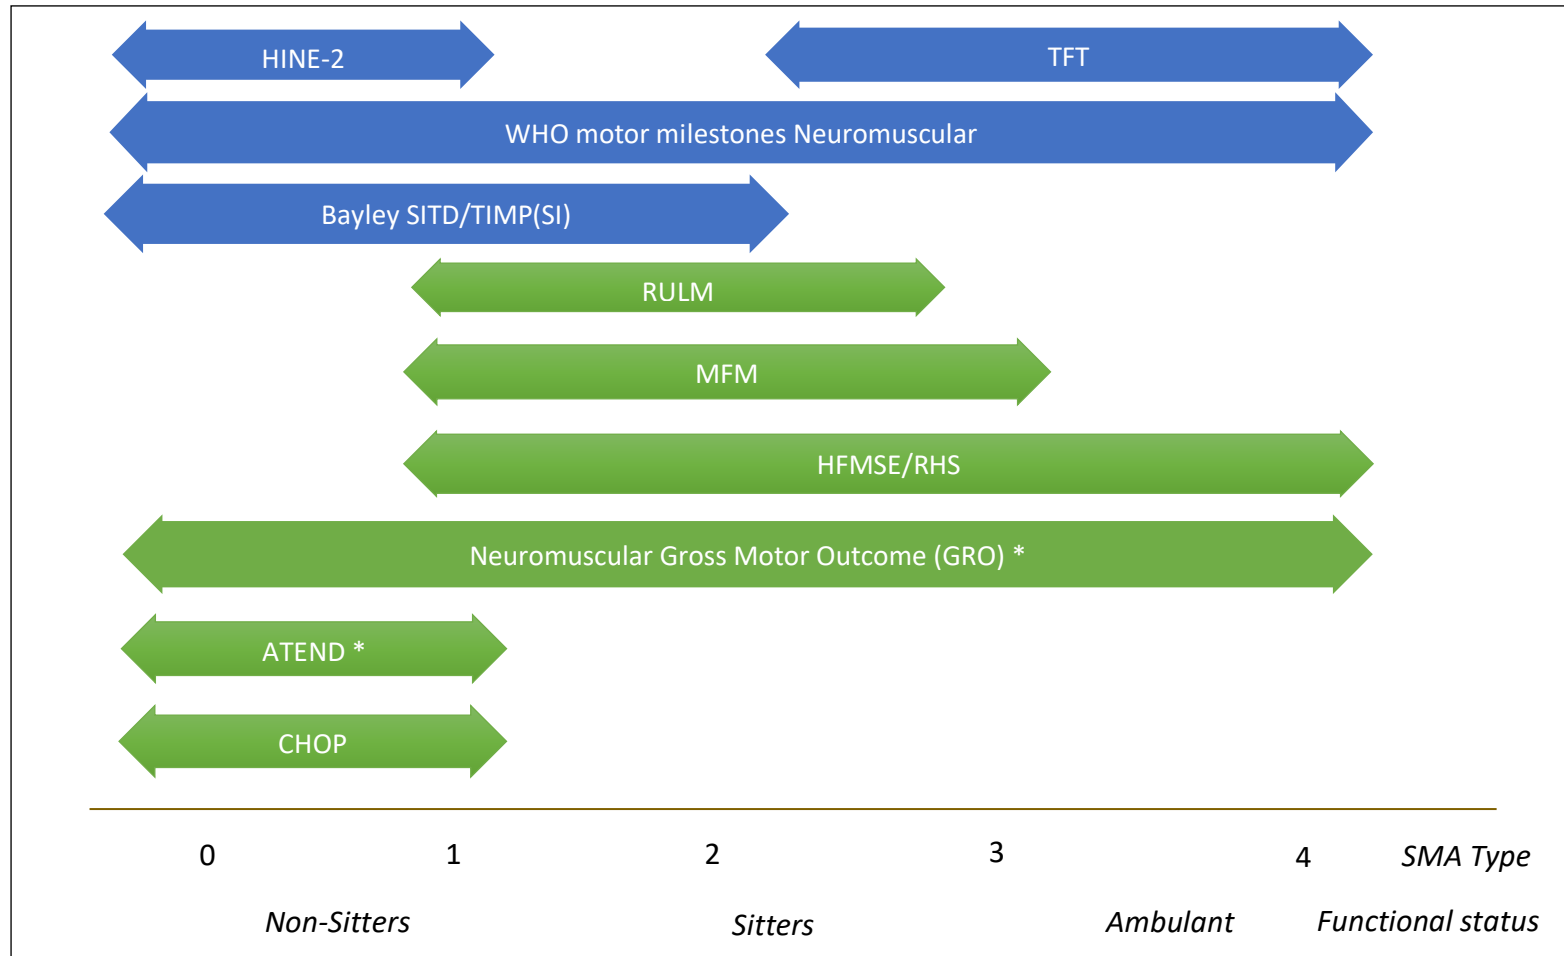 HINE-2
TFT
WHO motor milestones Neuromuscular
Bayley SITD/TIMP(SI)
RULM
MFM
HFMSE/RHS
Neuromuscular Gross Motor Outcome (GRO) *
ATEND *
CHOP
0 1 2 3 4 SMA Type
Non-Sitters Sitters Ambulant Functional status